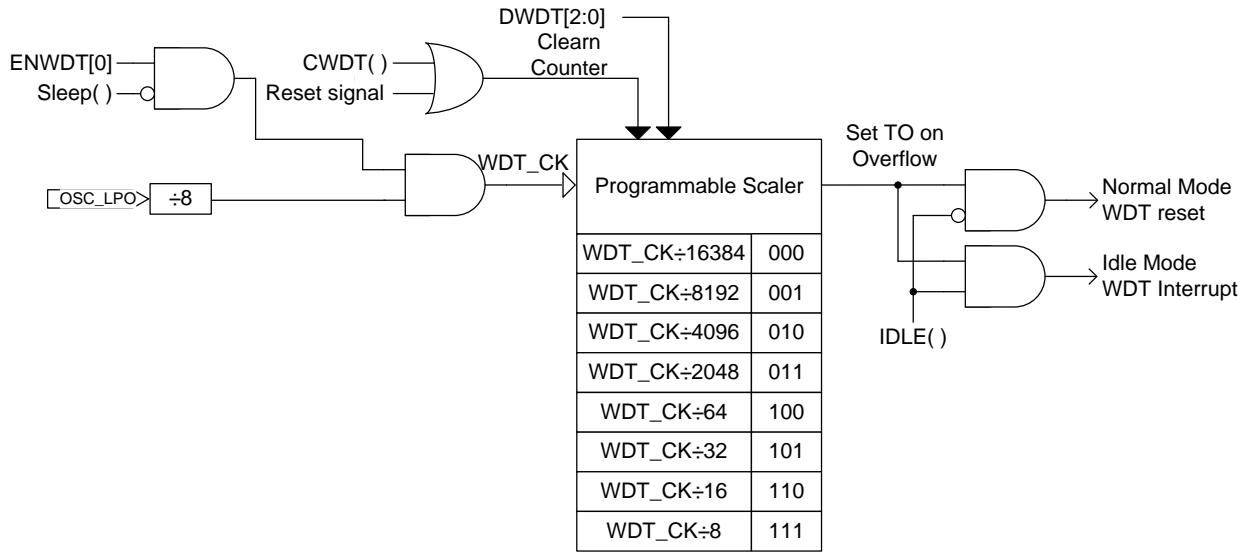 DWDT[2:0]
Clearn
Counter
ENWDT[0]
Sleep( )
CWDT( )
Reset signal
OSC_LPO
÷8
WDT_CK
Programmable Scaler
WDT_CK÷16384 000
WDT_CK÷8192 001
WDT_CK÷4096 010
WDT_CK÷2048 011
WDT_CK÷64 100
WDT_CK÷32 101
WDT_CK÷16 110
WDT_CK÷8 111
Set TO on
Overflow
Normal Mode
WDT reset
Idle Mode
WDT Interrupt
IDLE( )